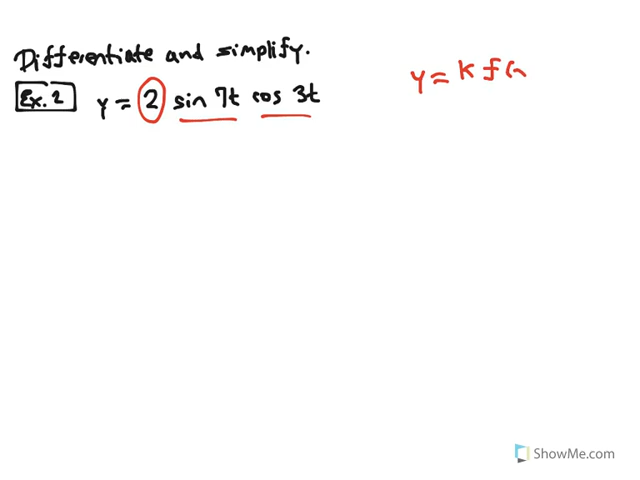 Differentiate and simplify.
Ex. 2 y = 2 sin 7t cos 3t
y = k f(
ShowMe.com